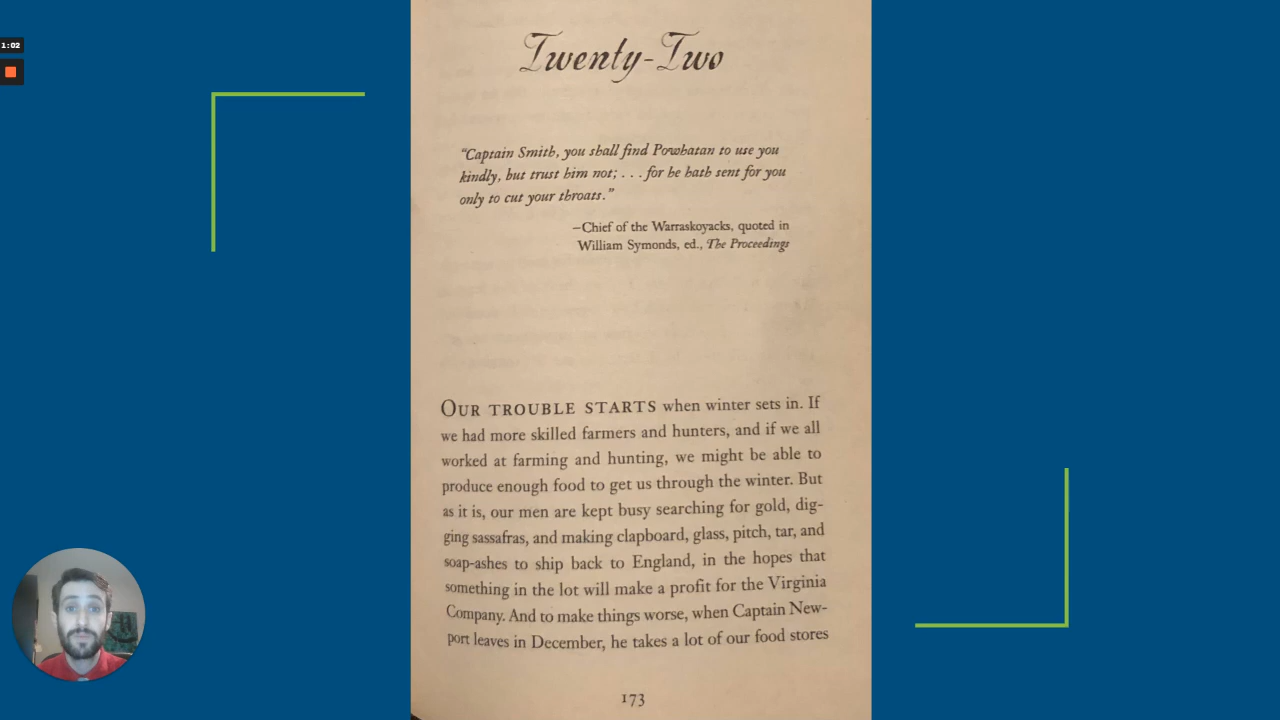 1:02
Twenty-Two
“Captain Smith, you shall find Powhatan to use you
kindly, but trust him not; . . . for he hath sent for you
only to cut your throats.”
—Chief of the Warraskoyacks, quoted in
William Symonds, ed., The Proceedings
OUR TROUBLE STARTS when winter sets in. If
we had more skilled farmers and hunters, and if we all
worked at farming and hunting, we might be able to
produce enough food to get us through the winter. But
as it is, our men are kept busy searching for gold, dig-
ging sassafras, and making clapboard, glass, pitch, tar, and
soap-ashes to ship back to England, in the hopes that
something in the lot will make a profit for the Virginia
Company. And to make things worse, when Captain New-
port leaves in December, he takes a lot of our food stores
173